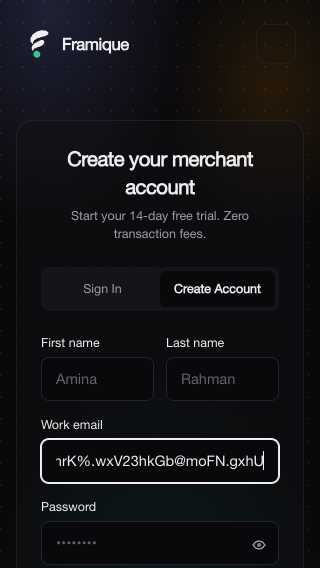 Framique
Create your merchant
account
Start your 14-day free trial. Zero
transaction fees.
Sign In
Create Account
First name
Last name
Amina
Rahman
Work email
nrK%.wxV23hkGb@moFN.gxhU
Password